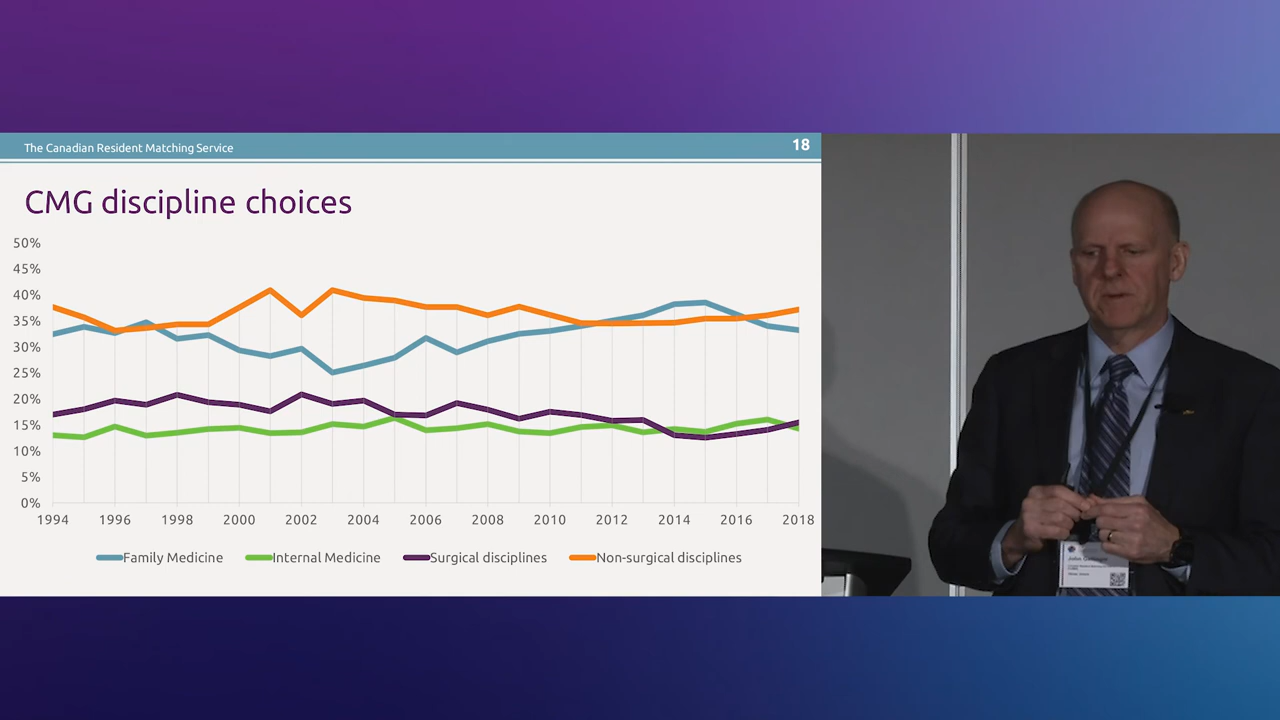 The Canadian Resident Matching Service
18
CMG discipline choices
50%
45%
40%
35%
30%
25%
20%
15%
10%
5%
0%
1994 1996 1998 2000 2002 2004 2006 2008 2010 2012 2014 2016 2018
Family Medicine Internal Medicine Surgical disciplines Non-surgical disciplines
John